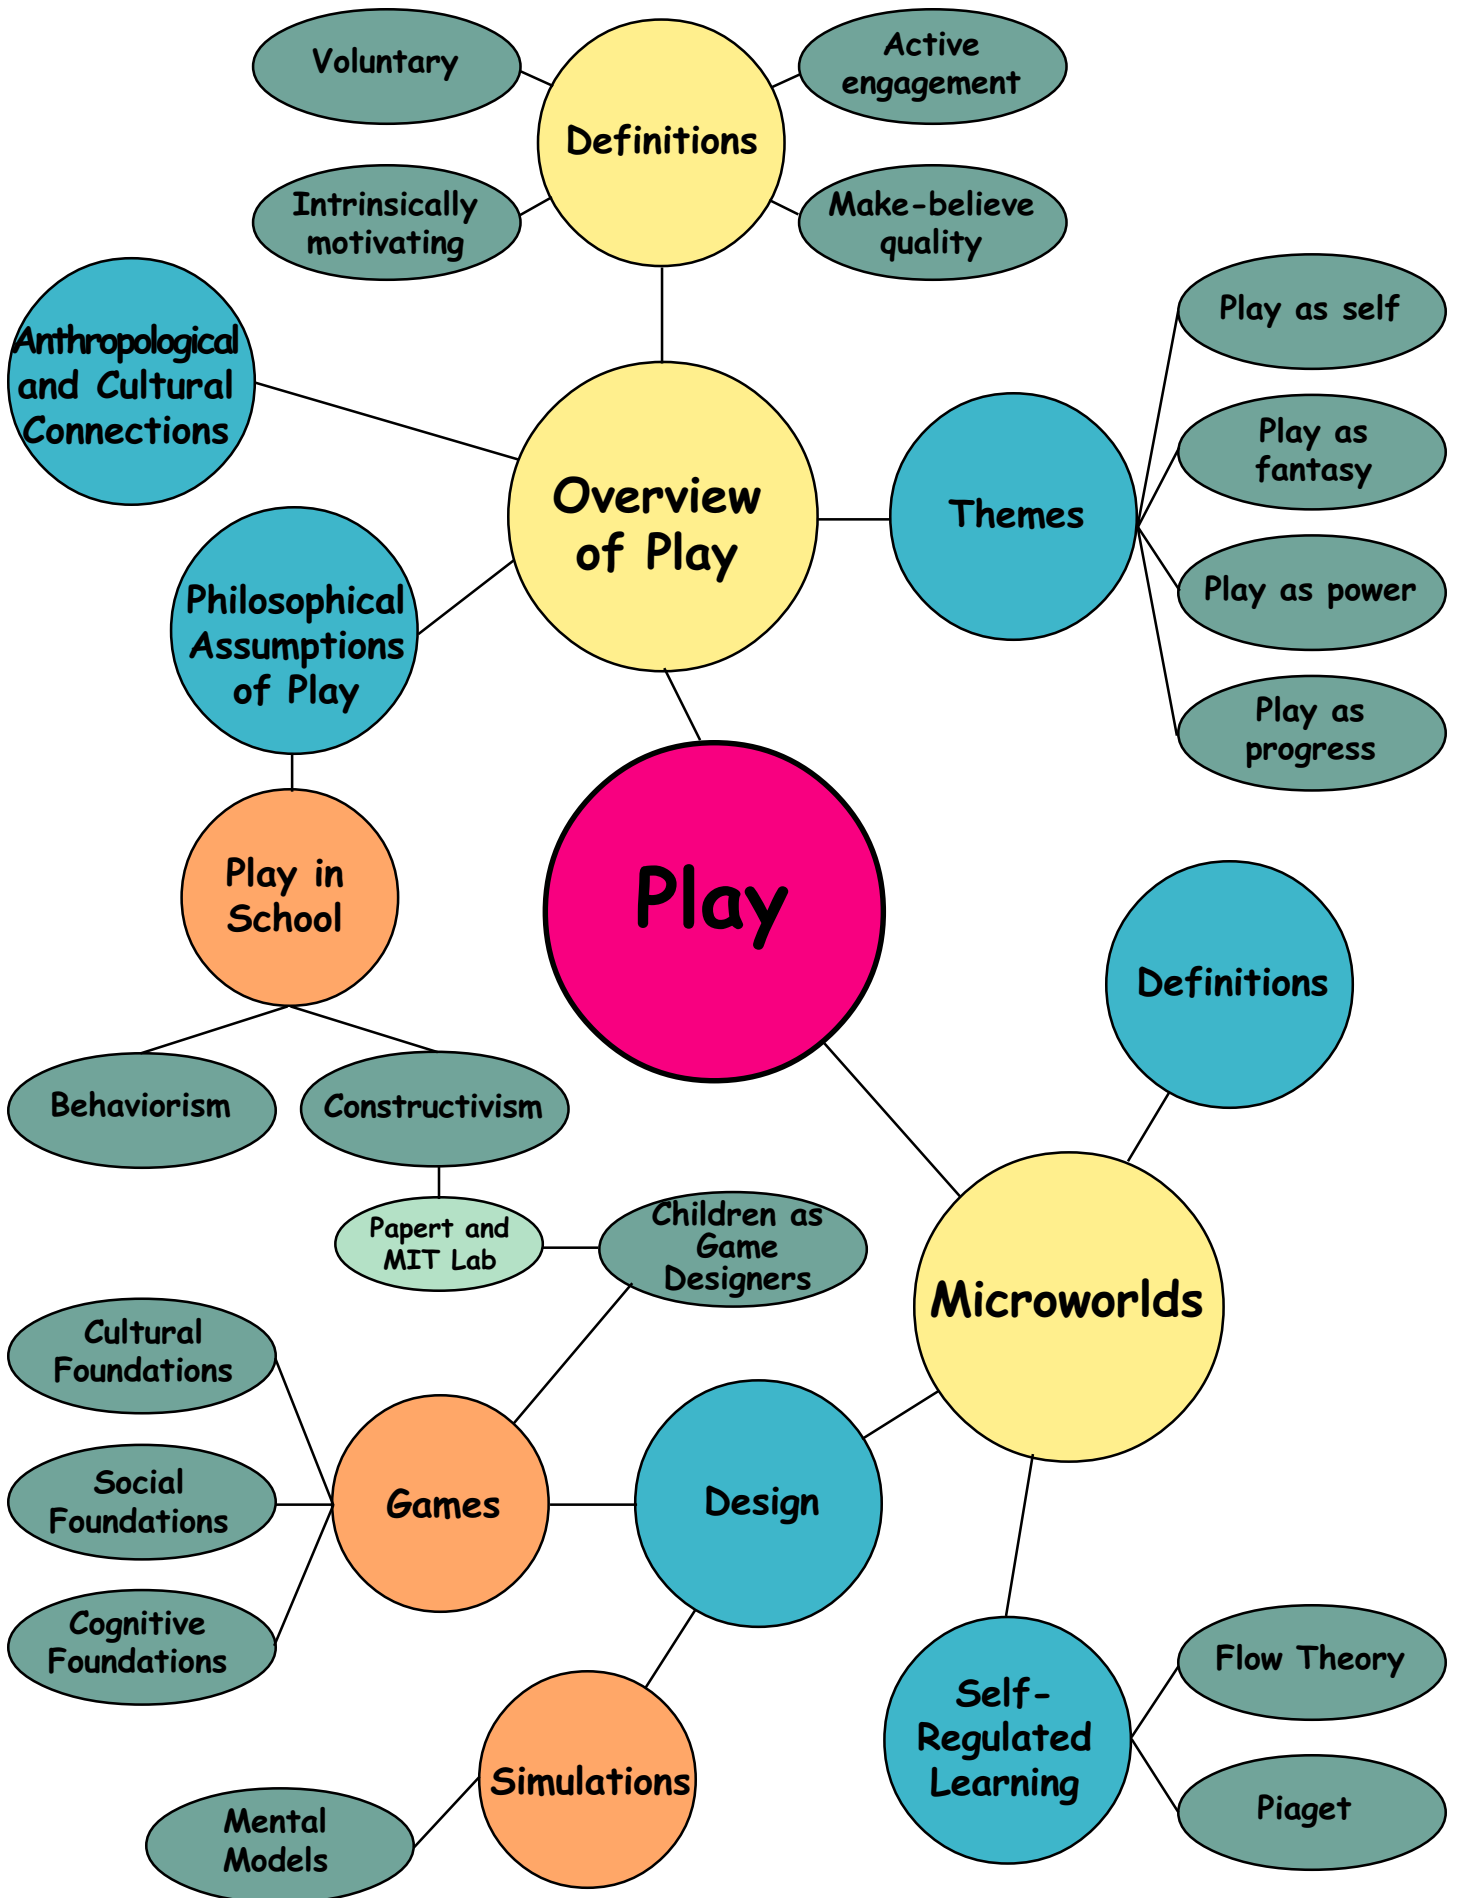 Voluntary
Active
engagement
Definitions
Intrinsically
motivating
Make-believe
quality
Anthropological
and Cultural
Connections
Play as self
Play as
fantasy
Overview
of Play
Themes
Play as power
Philosophical
Assumptions
of Play
Play as
progress
Play in
School
Play
Definitions
Behaviorism
Constructivism
Papert and
MIT Lab
Children as
Game
Designers
Microworlds
Cultural
Foundations
Social
Foundations
Games
Design
Cognitive
Foundations
Self-
Regulated
Learning
Flow Theory
Simulations
Piaget
Mental
Models